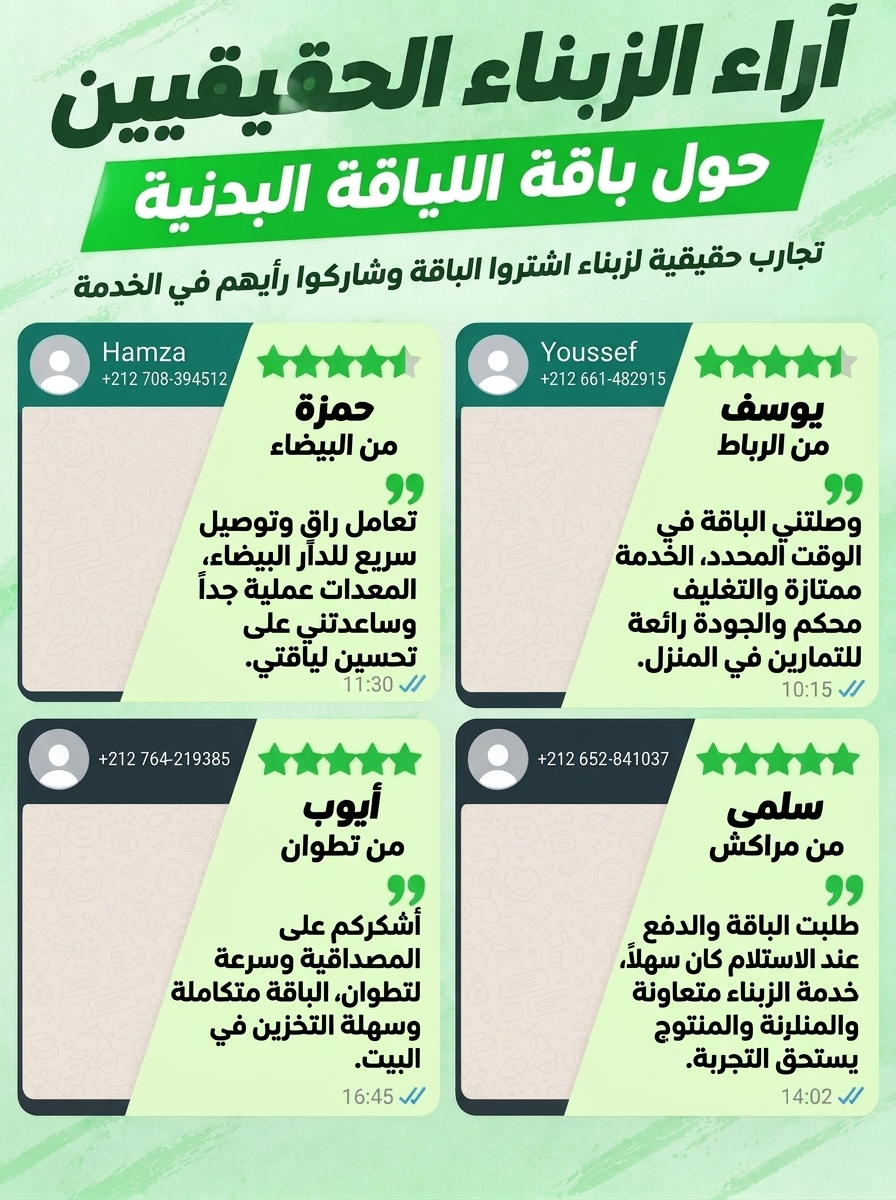 آراء الزبناء الحقيقيين
حول باقة اللياقة البدنية
تجارب حقيقية لزبناء اشتروا الباقة وشاركوا رأيهم في الخدمة
Youssef
+212 661-482915
يوسف
من الرباط
وصلتني الباقة في
الوقت المحدد، الخدمة
ممتازة والتغليف
محكم والجودة رائعة
للتمارين في المنزل.
10:15
Hamza
+212 708-394512
حمزة
من البيضاء
تعامل راقٍ وتوصيل
سريع للدار البيضاء،
المعدات عملية جداً
وساعدتني على
تحسين لياقتي.
11:30
+212 652-841037
سلمى
من مراكش
طلبت الباقة والدفع
عند الاستلام كان سهلاً،
خدمة الزبناء متعاونة
والمنتوج
يستحق التجربة.
14:02
+212 764-219385
أيوب
من تطوان
أشكركم على
المصداقية وسرعة
لتطوان، الباقة متكاملة
وسهلة التخزين في
البيت.
16:45